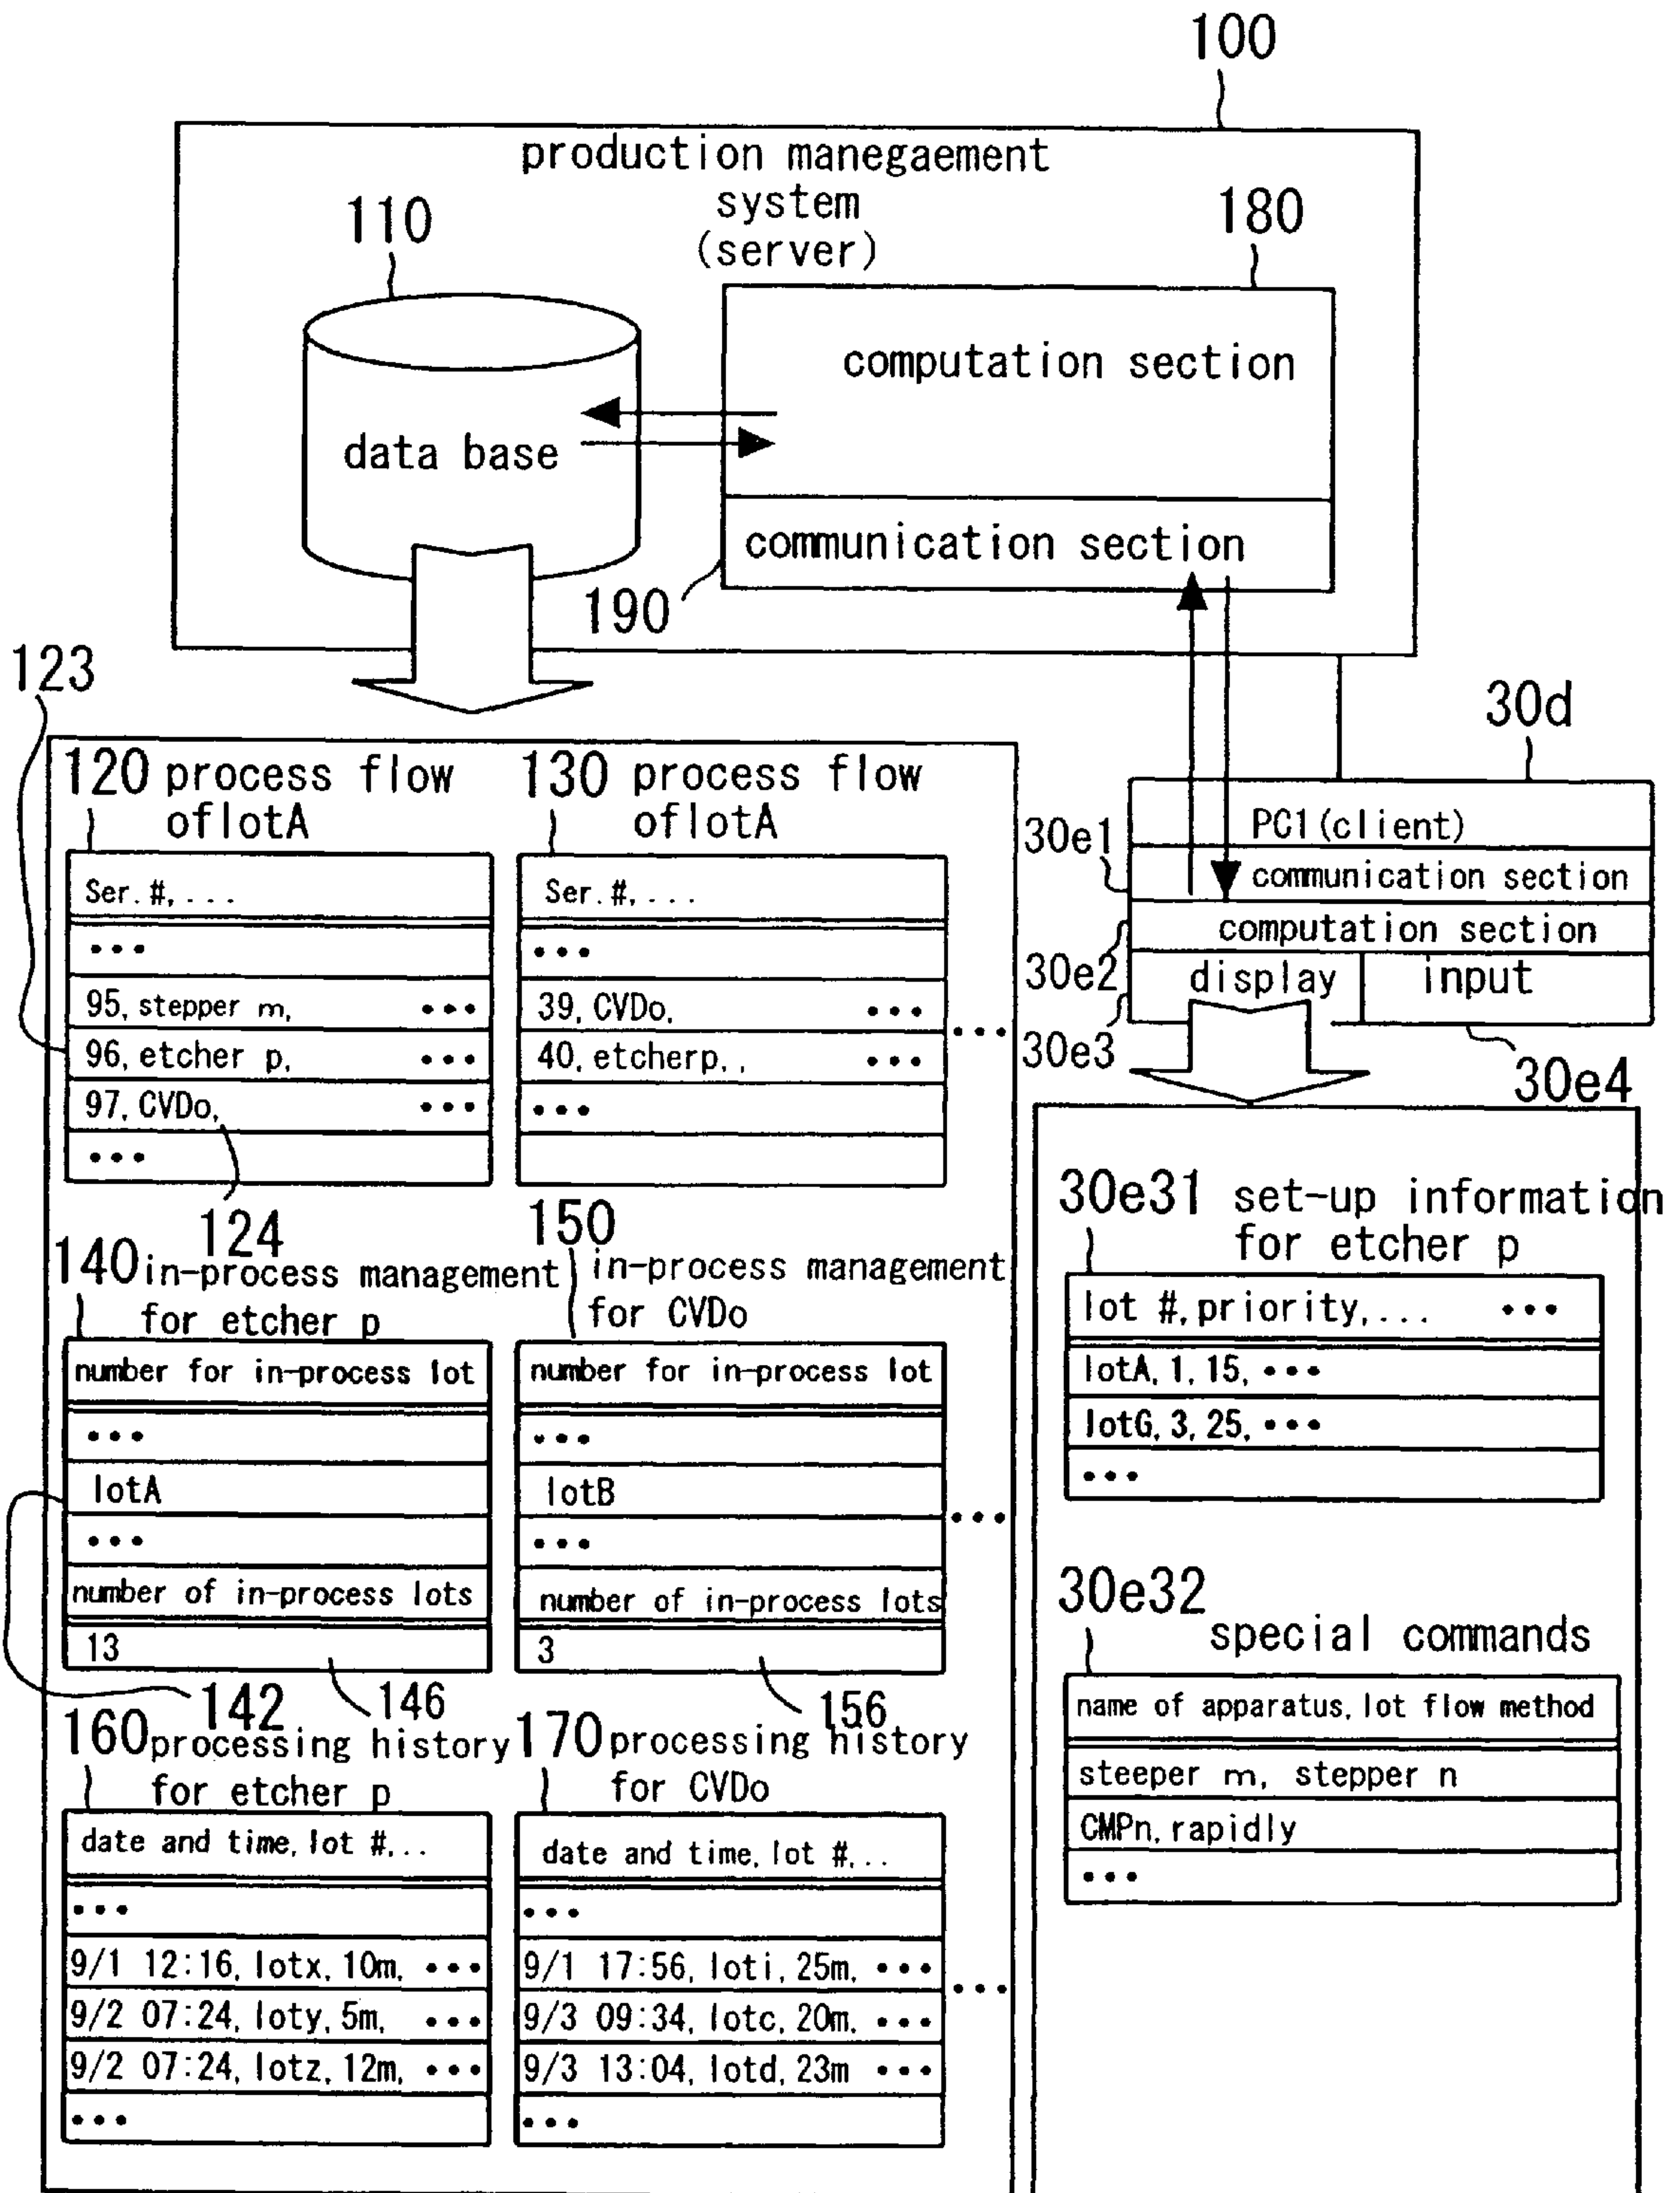 100
production manegaement
system
(server)
110
180
computation section
data base
communication section
190
123
30d
120 process flow
oflotA
130 process flow
oflotA
PC1(client)
30e1
communication section
Ser.#,...
Ser.#,...
computation section
•••
•••
30e2
display
input
95, stepper m, •••
39, CVDo, •••
•••
96, etcher p, •••
40, etcherp,, •••
30e3
30e4
97, CVDo, •••
•••
•••
124
150
30e31 set-up information
for etcher p
140 in-process management
for etcher p
in-process management
for CVDo
lot #, priority,... •••
number for in-process lot
number for in-process lot
lotA, 1, 15, •••
•••
•••
lotG, 3, 25, •••
lotA
lotB
•••
•••
•••
•••
number of in-process lots
number of in-process lots
30e32
special commands
13
3
142
146
156
name of apparatus, lot flow method
160 processing history
for etcher p
170 processing history
for CVDo
steeper m, stepper n
CMPn, rapidly
date and time, lot #,..
date and time, lot #,..
•••
•••
•••
9/1 12:16, lotx, 10m, •••
9/1 17:56, loti, 25m, •••
•••
9/2 07:24, loty, 5m, •••
9/3 09:34, lotc, 20m, •••
9/2 07:24, lotz, 12m, •••
9/3 13:04, lotd, 23m •••
•••
•••